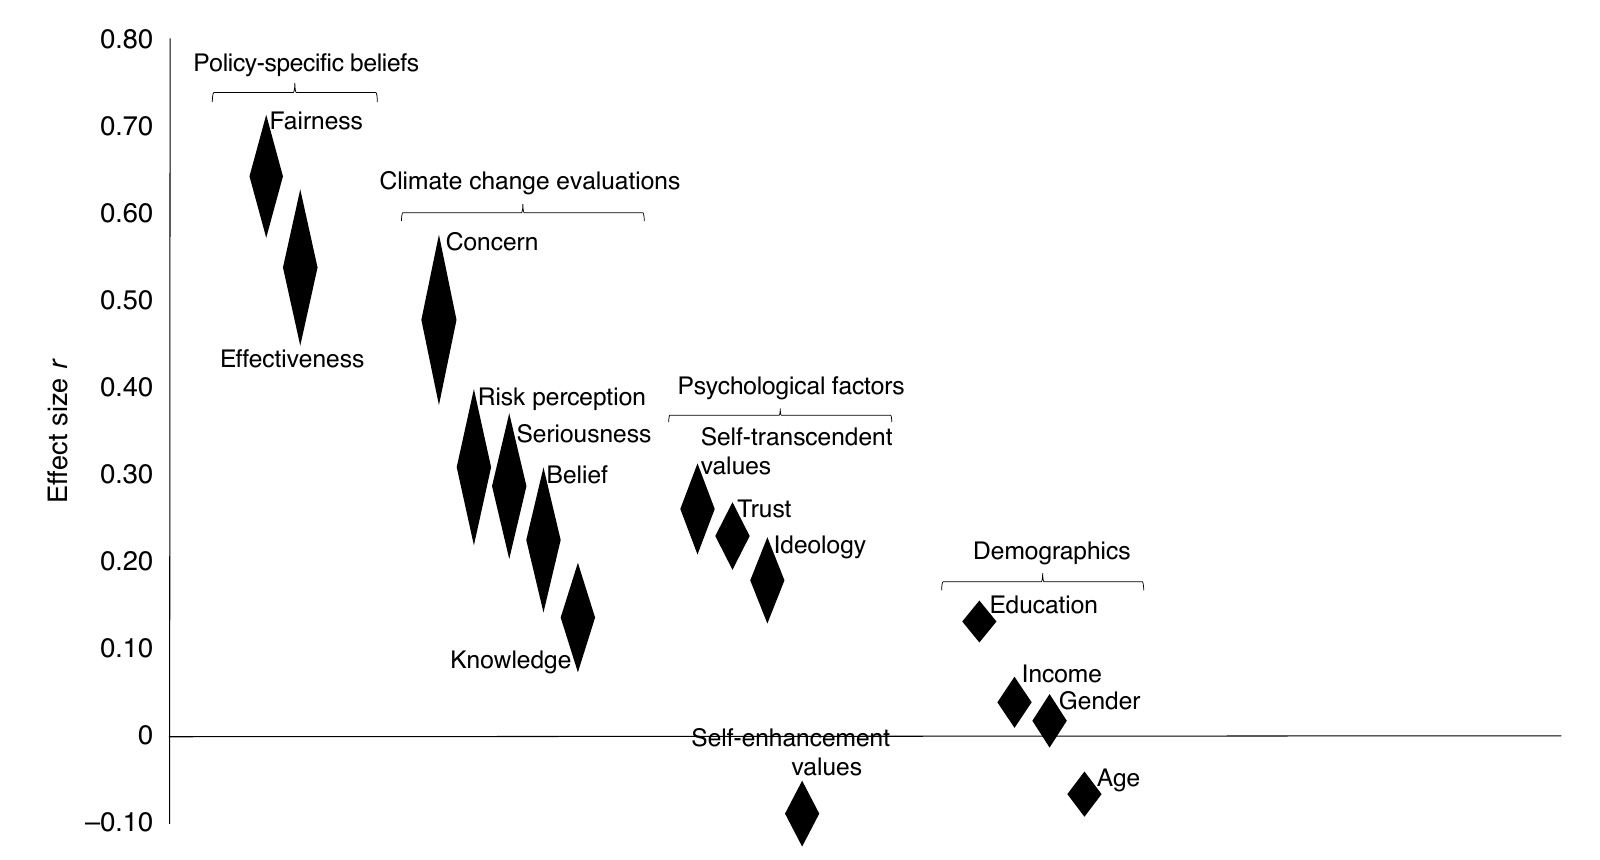 0.80
Policy-specific beliefs
Fairness
0.70
Climate change evaluations
0.60
Concern
0.50
Effectiveness
Effect size r
0.40
Psychological factors
Risk perception
Self-transcendent
values
Seriousness
Belief
0.30
Trust
Ideology
0.20
Demographics
Education
0.10
Knowledge
Income
Gender
0
Self-enhancement
values
Age
–0.10